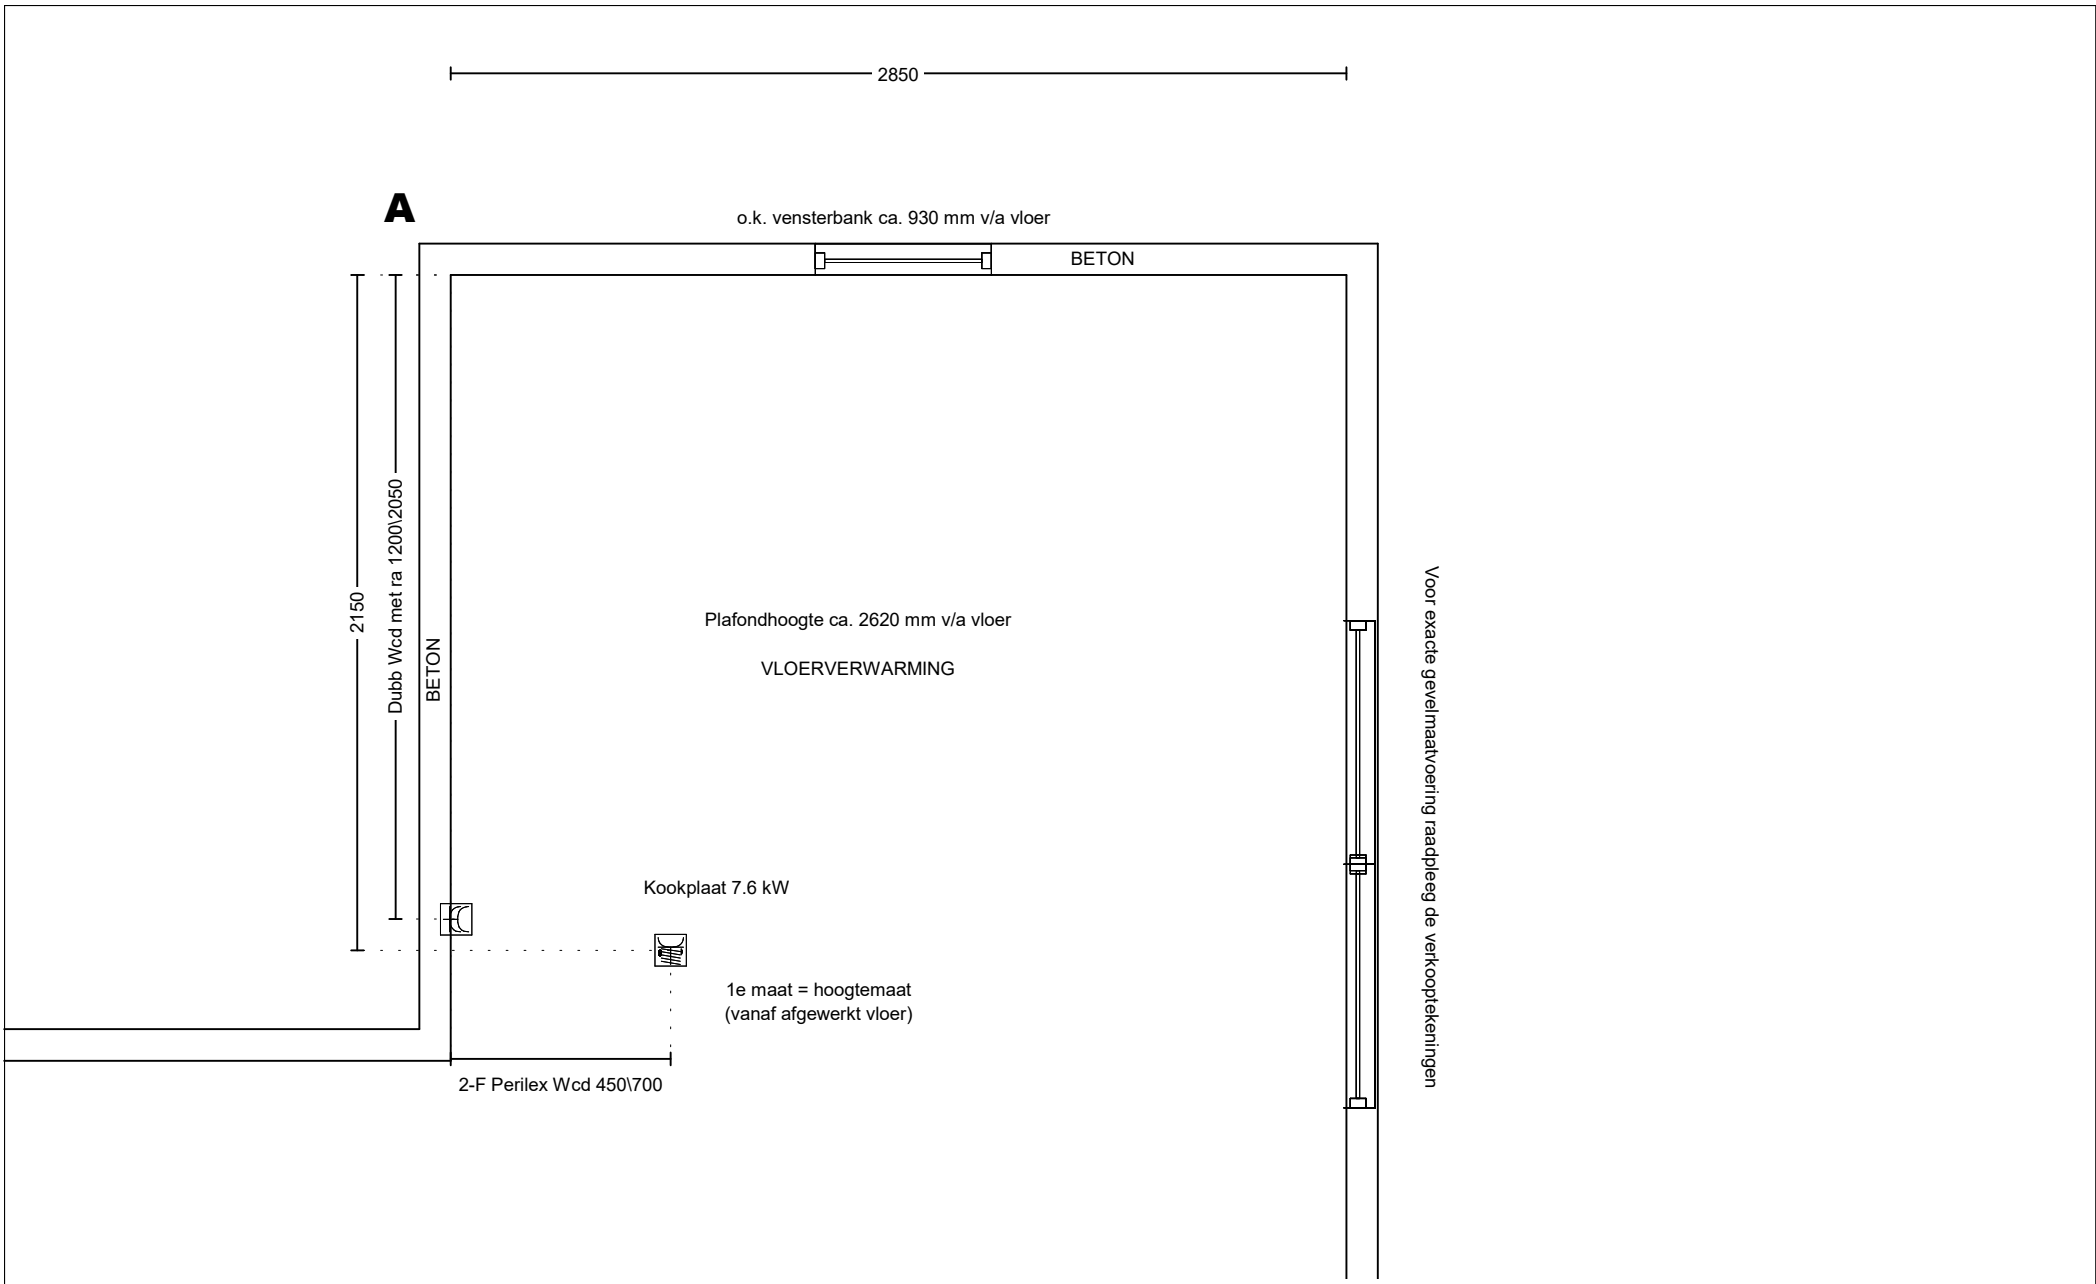 2850
A
o.k. vensterbank ca. 930 mm v/a vloer
BETON
2150
Dubb Wcd met ra 1200\2050
BETON
Plafondhoogte ca. 2620 mm v/a vloer
VLOERVERWARMING
Voor exacte gevelmaatvoering raadpleeg de verkooptekeningen
Kookplaat 7.6 kW
1e maat = hoogtemaat
(vanaf afgewerkt vloer)
2-F Perilex Wcd 450\700